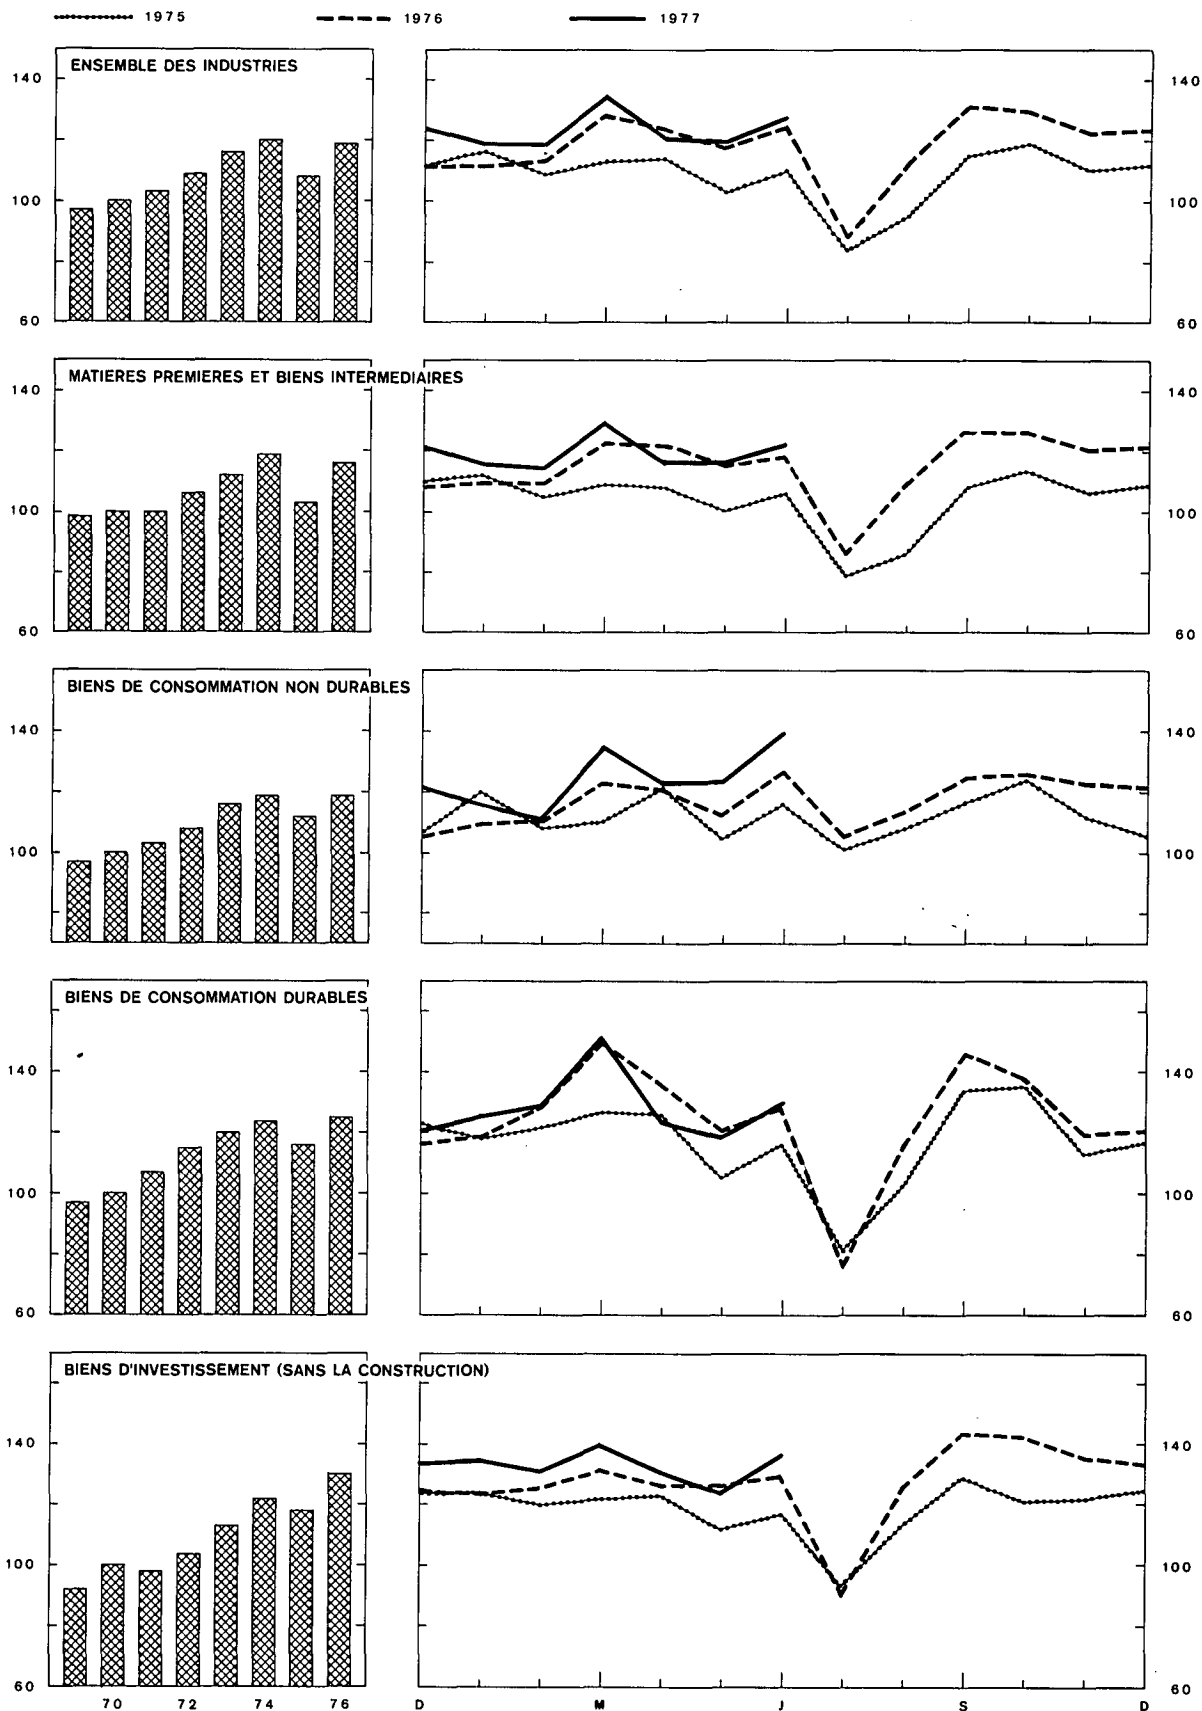 1975 1976 1977
ENSEMBLE DES INDUSTRIES
140 140
100 100
60 60
MATIERES PREMIERES ET BIENS INTERMEDIAIRES
140 140
100 100
60 60
BIENS DE CONSOMMATION NON DURABLES
140 140
100 100
BIENS DE CONSOMMATION DURABLES
140 140
100 100
60 60
BIENS D'INVESTISSEMENT (SANS LA CONSTRUCTION)
140 140
100 100
60 60
70 72 74 76 D M J S D